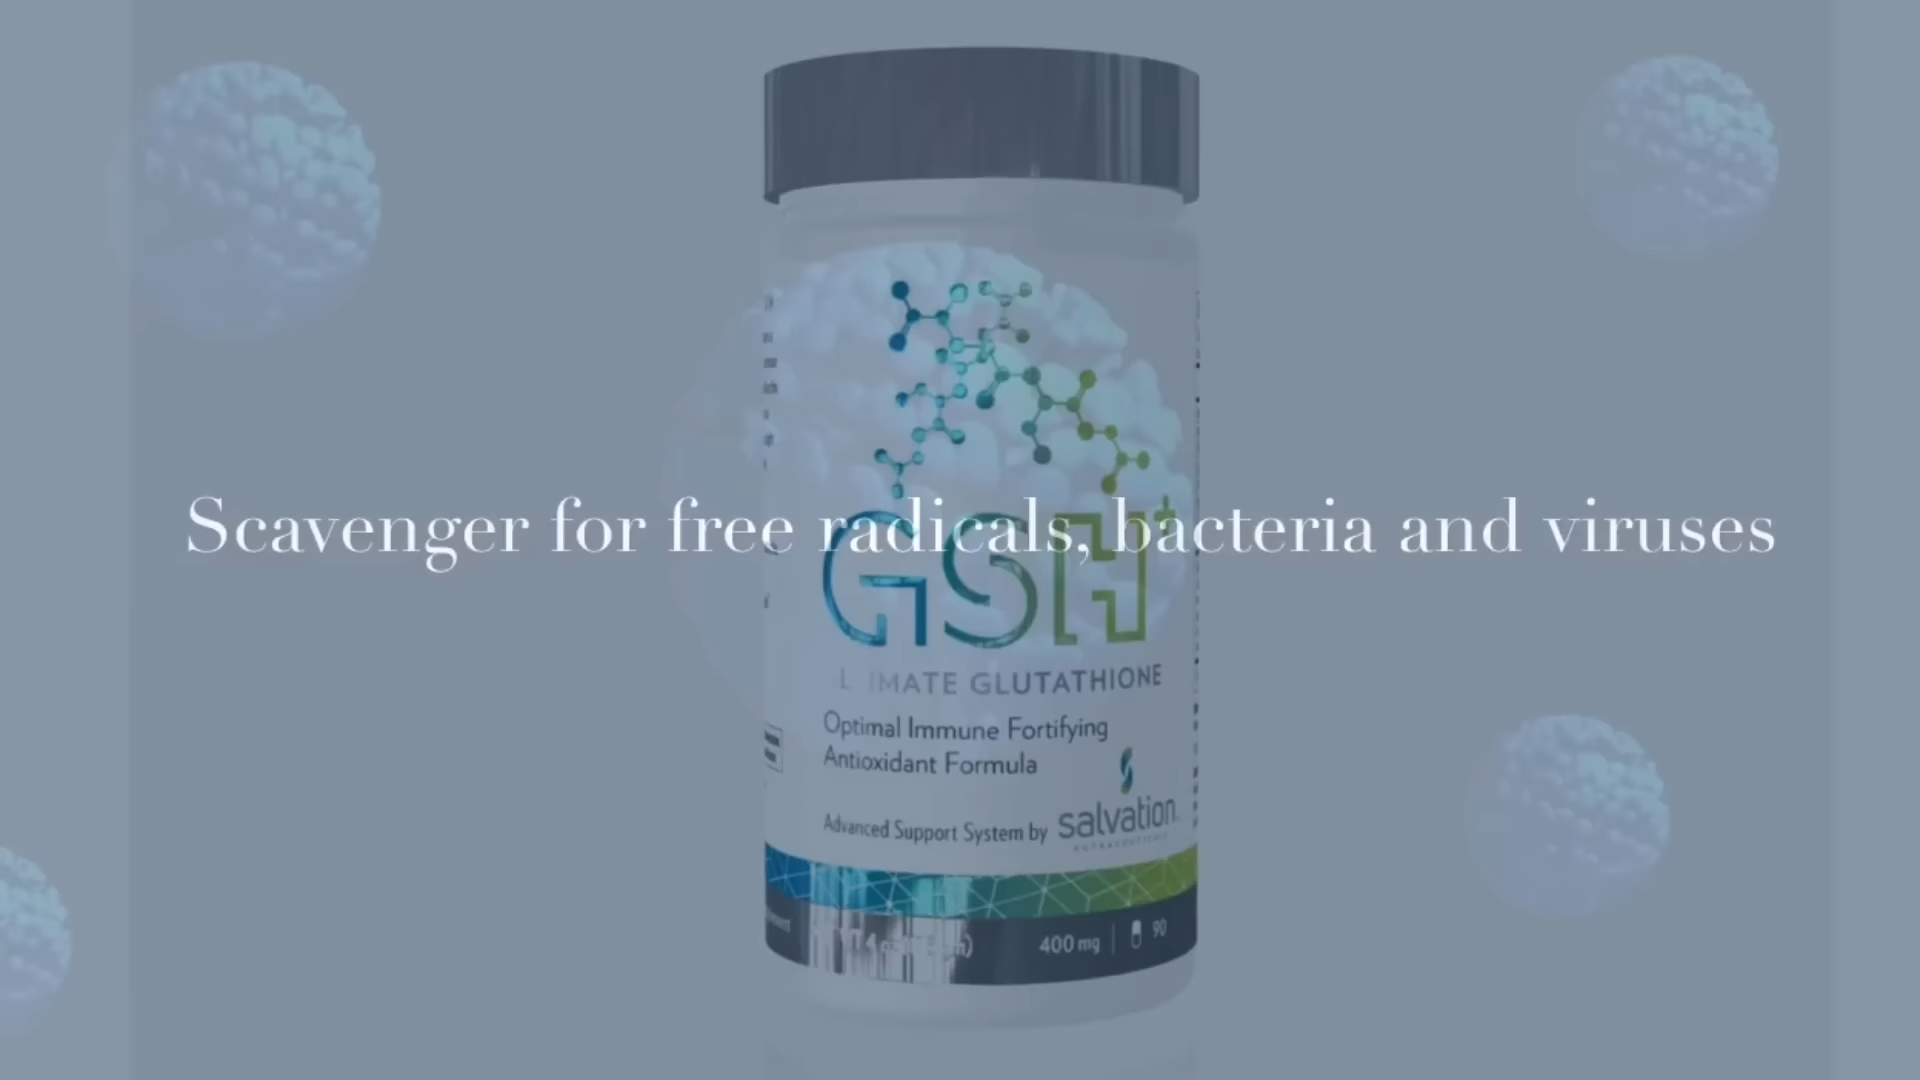 Scavenger for free radicals, bacteria and viruses
GSH+
GLUTATHIONE
Optimal Immune Fortifying
Antioxidant Formula
Advanced Support System by
salvation
400 mg | 90